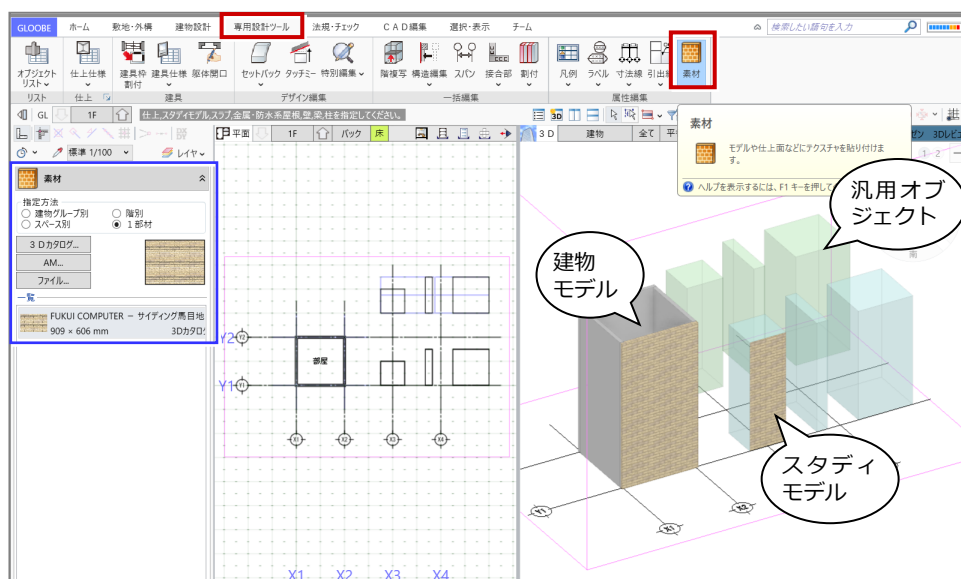 GLOOBE ホーム 敷地・外構 建物設計 専用設計ツール 法規・チェック CAD編集 選択・表示 チーム 検索したい語句を入力
オブジェクト リスト 仕上仕様 建具枠 割付 建具仕様 躯体開口 セットバック タッチミー 特別編集 階複写 構造編集 スパン 接合部 割付 凡例 ラベル 寸法線 引出線 素材
リスト 仕上 建具 デザイン編集 一括編集 属性編集
GL 1F 仕上,スタディモデル,スラブ,金属・防水系屋根,壁,梁,柱を指定してください。 3D
平面 1F バック 床 3D 建物 全て
標準 1/100 レイヤ
素材
指定方法
建物グループ別 階別
スペース別 1部材
3Dカタログ...
AM...
ファイル...
一覧
FUKUI COMPUTER - サイディング馬目地
909 × 606 mm
素材
モデルや仕上面などにテクスチャを貼り付けま
す。
ヘルプを表示するには、F1 キーを押して
1 2
汎用オブ
ジェクト
南
建物
モデル
スタディ
モデル
Y2 Y2
部屋
Y1 Y1
X1 X2 X3 X4
Y1 X1 X2
X1 X2 X3 X4